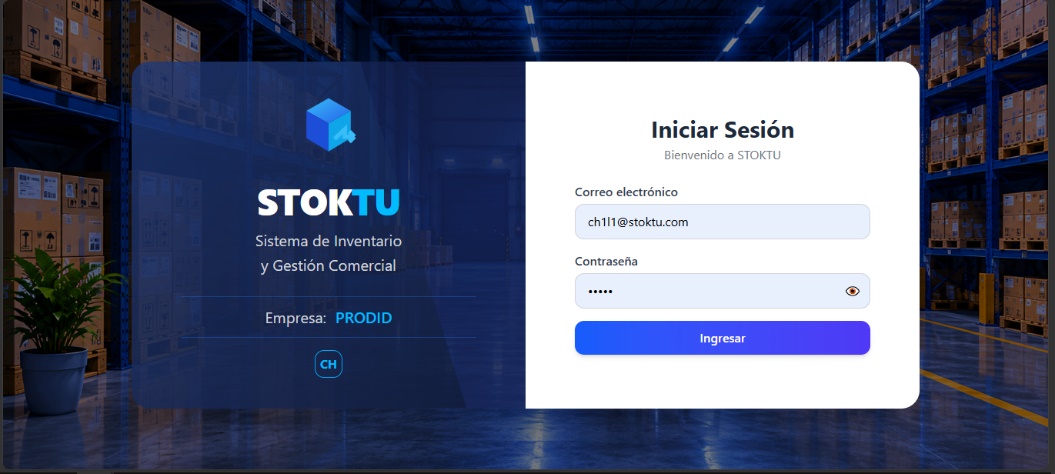 STOKTU
Sistema de Inventario
y Gestión Comercial
Empresa: PRODID
CH
Iniciar Sesión
Bienvenido a STOKTU
Correo electrónico
ch1l1@stoktu.com
Contraseña
•••••
Ingresar